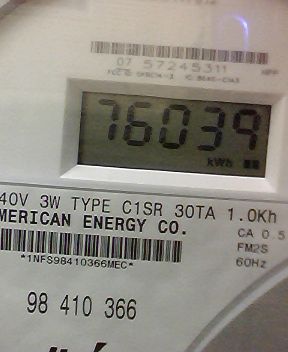 07 57245311
76039
kWh
40V 3W TYPE C1SR 30TA 1.0Kh
MERICAN ENERGY CO.
CA 0.5
FM2S
60Hz
*1NFS98410366MEC*
98 410 366